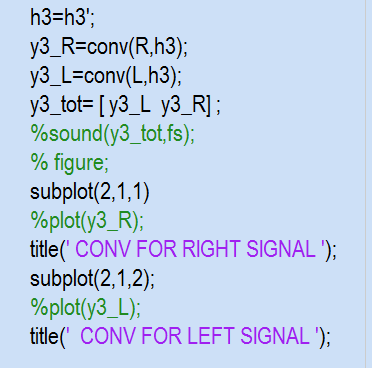 h3=h3';
y3_R=conv(R,h3);
y3_L=conv(L,h3);
y3_tot= [ y3_L  y3_R] ;
%sound(y3_tot,fs);
% figure;
subplot(2,1,1)
%plot(y3_R);
title(' CONV FOR RIGHT SIGNAL ');
subplot(2,1,2);
%plot(y3_L);
title('  CONV FOR LEFT SIGNAL ');